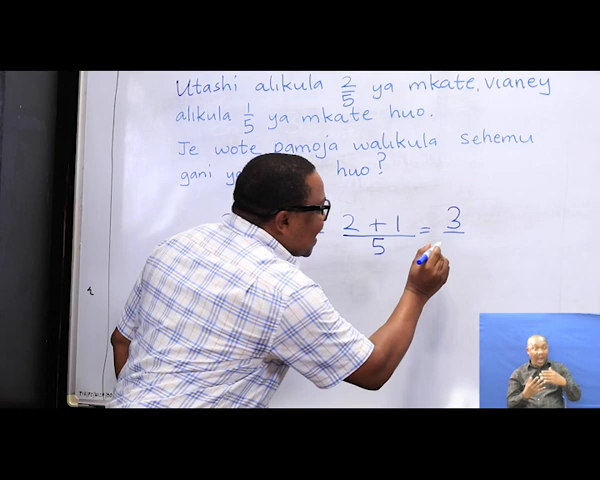 Utashi alikula 2/5 ya mkate, Vianey
alikula 1/5 ya mkate huo.
Je wote pamoja walikula sehemu
gani huo?
2 + 1 / 5 = 3